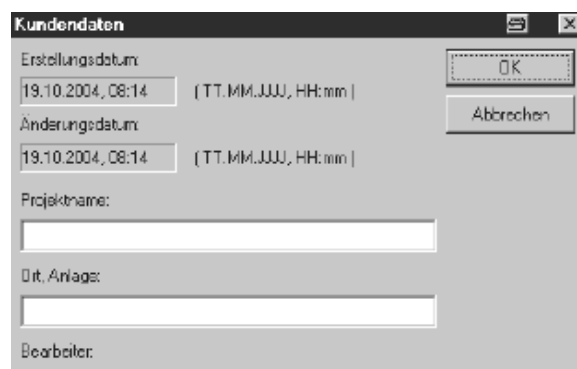 Kundendaten
Erstellungsdatum:
OK
19.10.2004, 08:14 (TT.MM.JJJJ, HH:mm)
Abbrechen
Änderungsdatum:
19.10.2004, 08:14 (TT.MM.JJJJ, HH:mm)
Projektname:
Ort, Anlage:
Bearbeiter: